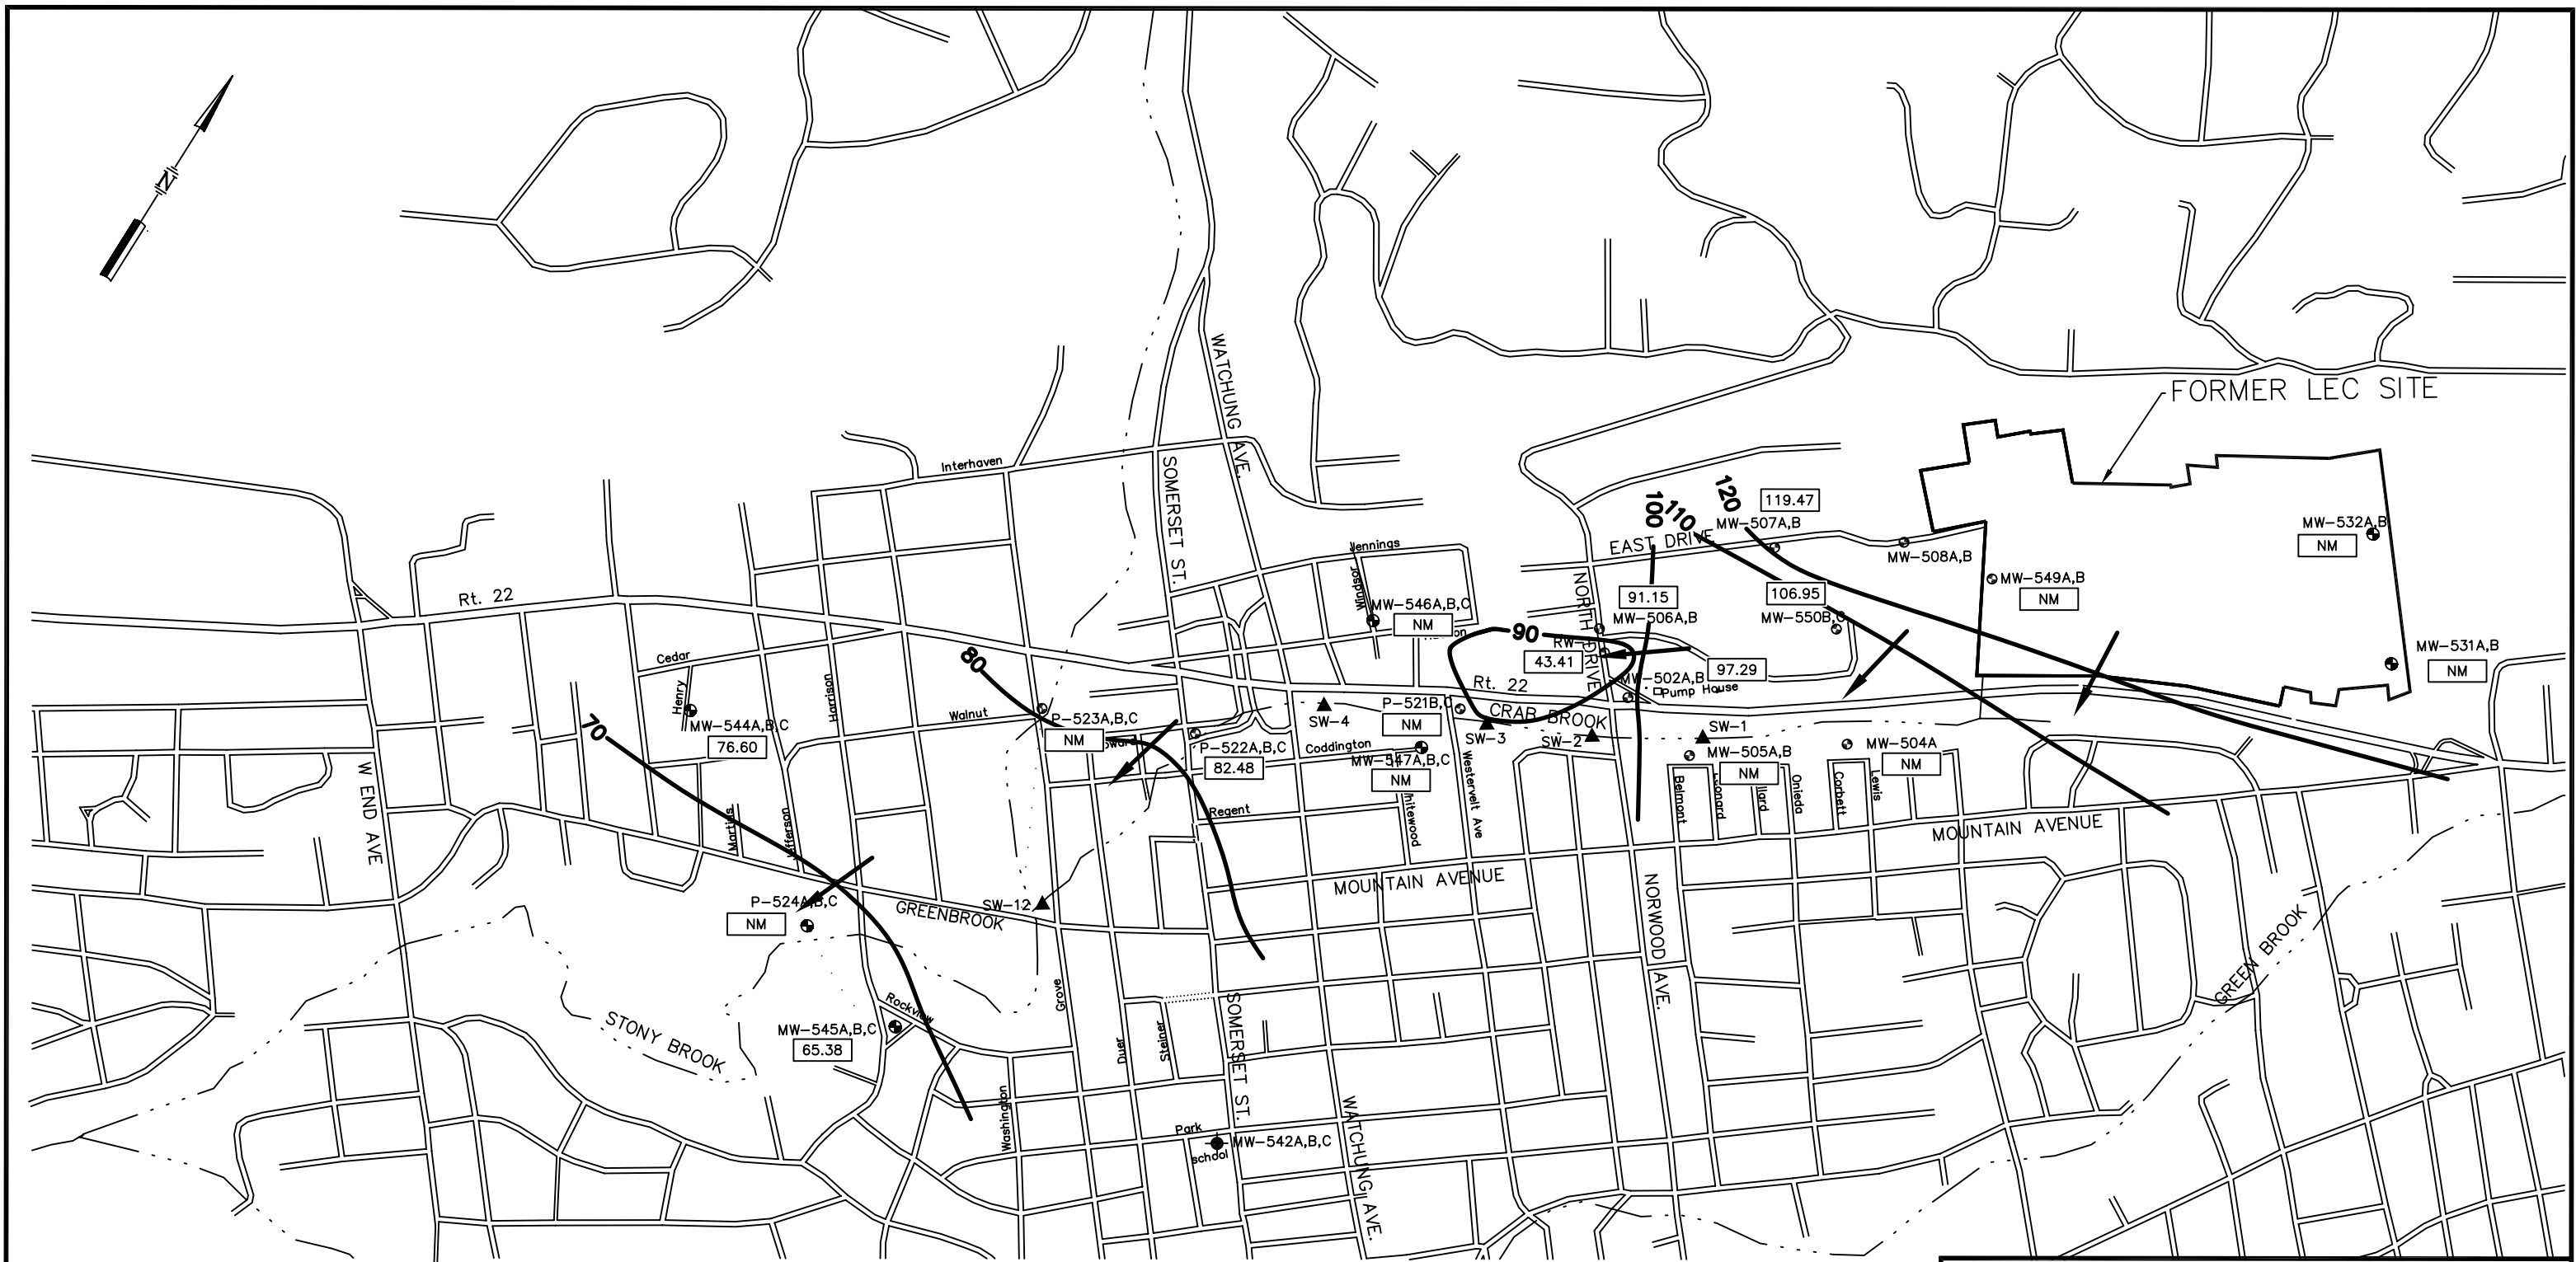 N
FORMER LEC SITE
WATCHUNG AVE.
SOMERSET ST.
Interhaven
100
110
120
119.47
MW-507A,B
EAST DRIVE
MW-508A,B
MW-532A,B
NM
MW-549A,B
NM
Jennings
Windsor
MW-546A,B,C
NM
NORTH DRIVE
91.15
MW-506A,B
106.95
MW-550B,C
Rt. 22
90
43.41
97.29
MW-502A,B
Pump House
MW-531A,B
NM
80
Cedar
Henry
Harrison
Walnut
MW-544A,B,C
76.60
70
P-523A,B,C
NM
P-522A,B,C
82.48
SW-4
Rt. 22
P-521B,C
NM
CRAB BROOK
SW-3
SW-2
SW-1
Coddington
MW-547A,B,C
NM
MW-505A,B
NM
MW-504A
NM
W END AVE
Martins
Jefferson
Regent
Westervelt Ave
Belmont
Onieda
Corbett
Lewis
MOUNTAIN AVENUE
MOUNTAIN AVENUE
P-524A,B,C
NM
GREENBROOK
SW-12
NORWOOD AVE.
GREEN BROOK
Rockview
Grove
STONY BROOK
MW-545A,B,C
65.38
Duer
Steiner
SOMERSET ST.
Washington
Park
school
MW-542A,B,C
WATCHUNG AVE.